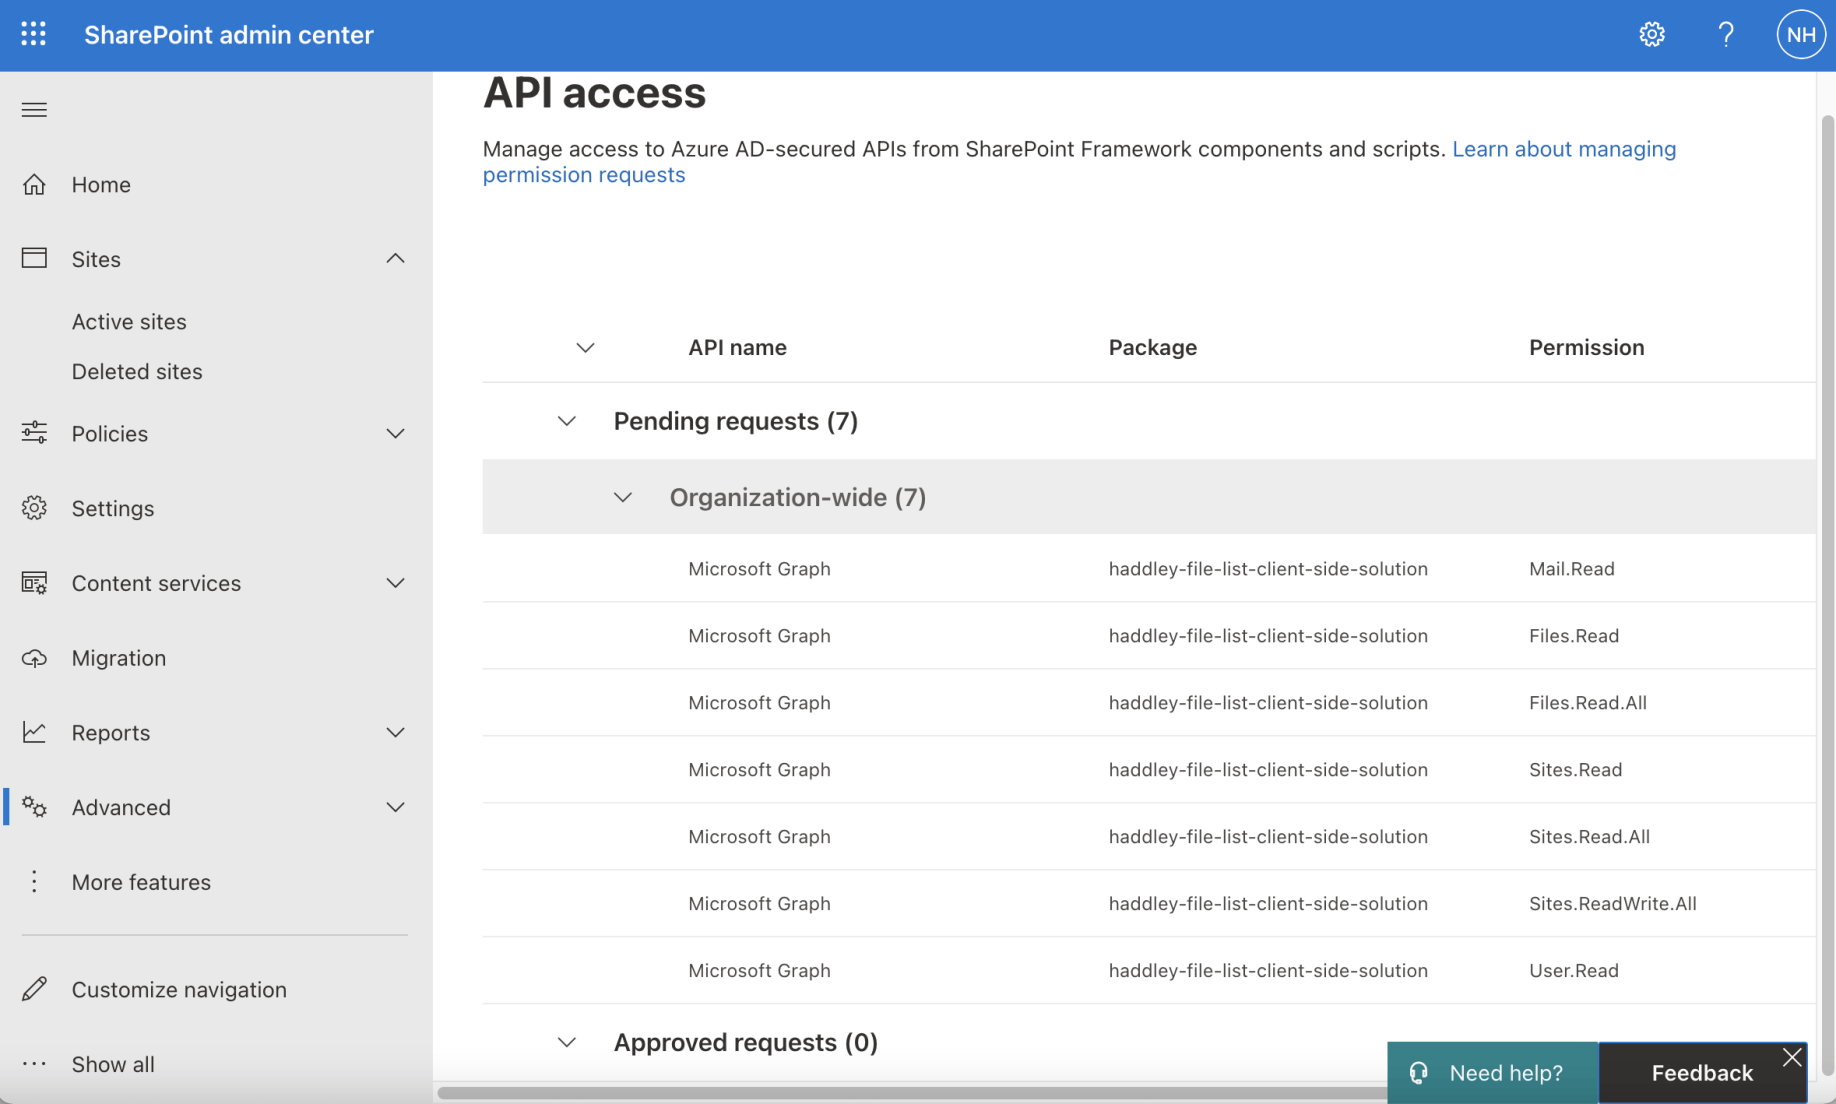 SharePoint admin center
?
NH
API access
Manage access to Azure AD-secured APIs from SharePoint Framework components and scripts. Learn about managing
permission requests
Home
Sites
Active sites
Deleted sites
Policies
Settings
Content services
Migration
Reports
Advanced
More features
Customize navigation
Show all
API name Package Permission
Pending requests (7)
Organization-wide (7)
Microsoft Graph haddley-file-list-client-side-solution Mail.Read
Microsoft Graph haddley-file-list-client-side-solution Files.Read
Microsoft Graph haddley-file-list-client-side-solution Files.Read.All
Microsoft Graph haddley-file-list-client-side-solution Sites.Read
Microsoft Graph haddley-file-list-client-side-solution Sites.Read.All
Microsoft Graph haddley-file-list-client-side-solution Sites.ReadWrite.All
Microsoft Graph haddley-file-list-client-side-solution User.Read
Approved requests (0)
Need help?
Feedback